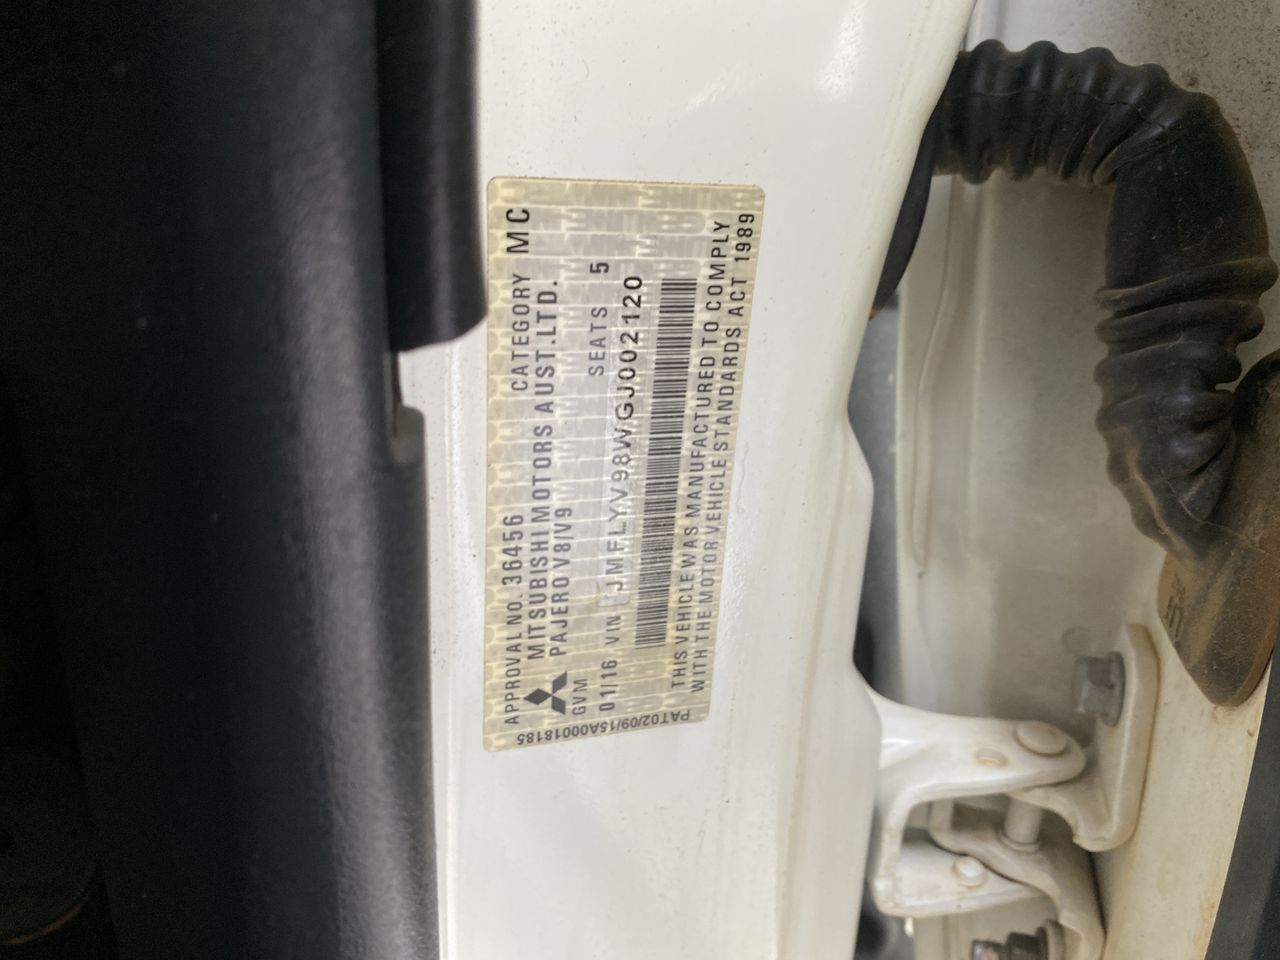 APPROVAL NO. 36456 CATEGORY MC
MITSUBISHI MOTORS AUST.LTD.
PAJERO V8/V9
GVM SEATS 5
01/16 VIN JMFLYV98WGJ002120
THIS VEHICLE WAS MANUFACTURED TO COMPLY
WITH THE MOTOR VEHICLE STANDARDS ACT 1989
PAT02/09/15A00018185